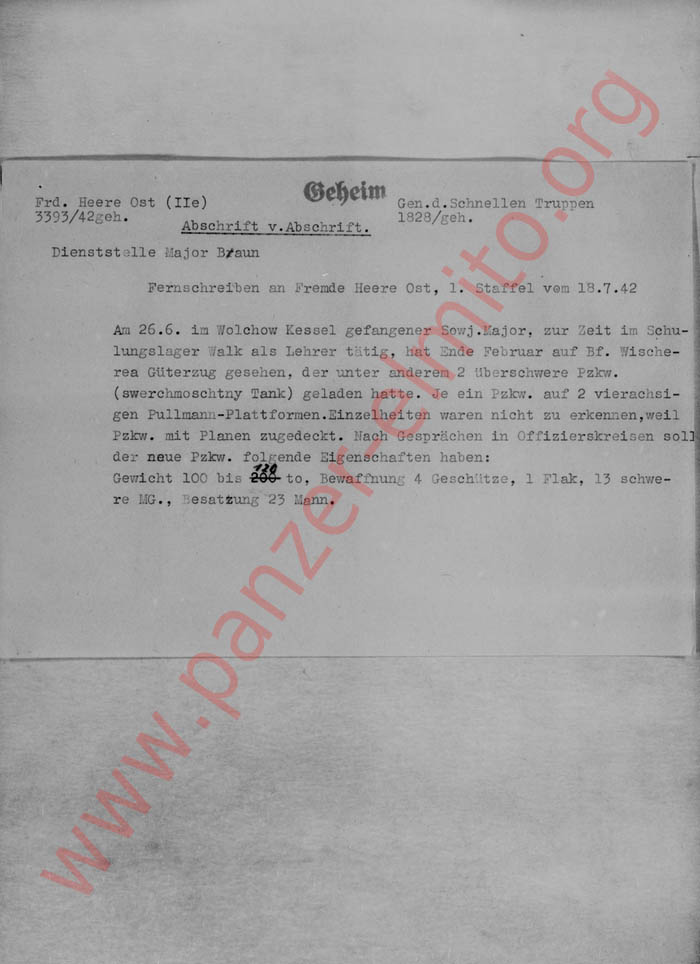 Geheim
Frd. Heere Ost (IIe)
3393/42geh.
Gen.d.Schnellen Truppen
1828/geh.
Abschrift v.Abschrift.
Dienststelle Major Braun
Fernschreiben an Fremde Heere Ost, 1. Staffel vom 18.7.42
Am 26.6. im Wolchow Kessel gefangener Sowj.Major, zur Zeit im Schu-
lungslager Walk als Lehrer tätig, hat Ende Februar auf Bf. Wische-
rea Güterzug gesehen, der unter anderem 2 überschwere Pzkw.
(swerchmoschtny Tank) geladen hatte. Je ein Pzkw. auf 2 vierachsi-
gen Pullmann-Plattformen.Einzelheiten waren nicht zu erkennen,weil
Pzkw. mit Planen zugedeckt. Nach Gesprächen in Offizierskreisen soll
der neue Pzkw. folgende Eigenschaften haben:
120
Gewicht 100 bis 200 to, Bewaffnung 4 Geschütze, 1 Flak, 13 schwe-
re MG., Besatzung 23 Mann.
www.panzer-elmito.org